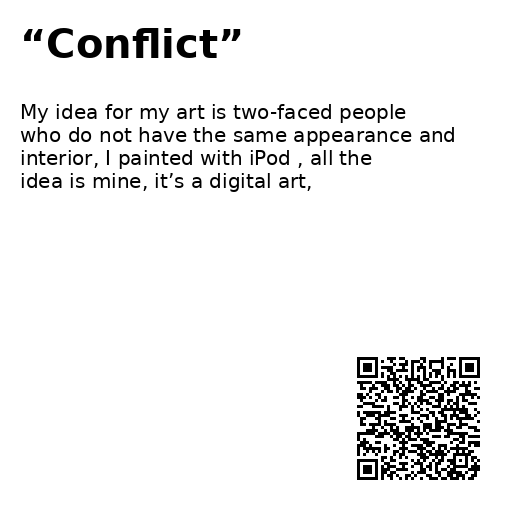 “Conflict”
My idea for my art is two-faced people
who do not have the same appearance and
interior, I painted with iPod , all the
idea is mine, it’s a digital art,